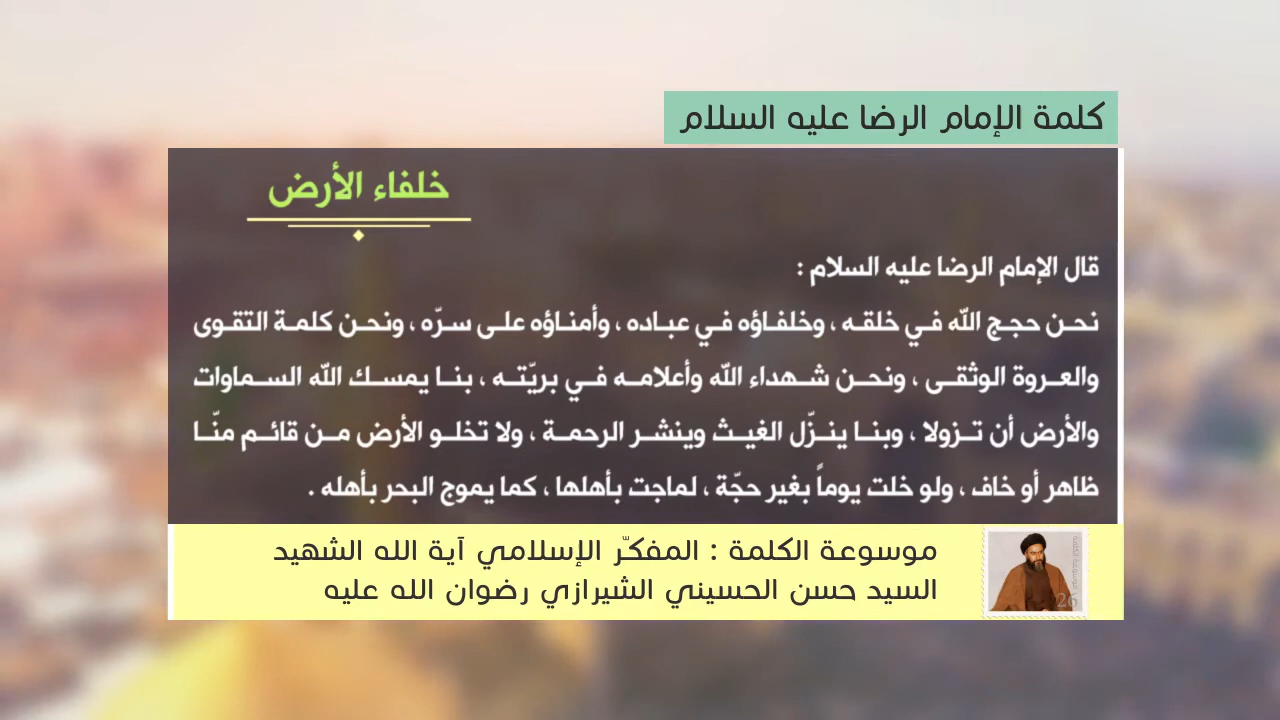 كلمة الإمام الرضا عليه السلام
خلفاء الأرض
قال الإمام الرضا عليه السلام :
نحن حجج الله في خلقه ، وخلفاؤه في عباده ، وأمناؤه على سرّه ، ونحن كلمة التقوى
والعروة الوثقى ، ونحن شهداء الله وأعلامه في بريّته ، بنا يمسك الله السماوات
والأرض أن تزولا ، وبنا ينزّل الغيث وينشر الرحمة ، ولا تخلو الأرض من قائم منّا
ظاهر أو خاف ، ولو خلت يوماً بغير حجّة ، لماجت بأهلها ، كما يموج البحر بأهله .
موسوعة الكلمة : المفكّر الإسلامي آية الله الشهيد
السيد حسن الحسيني الشيرازي رضوان الله عليه